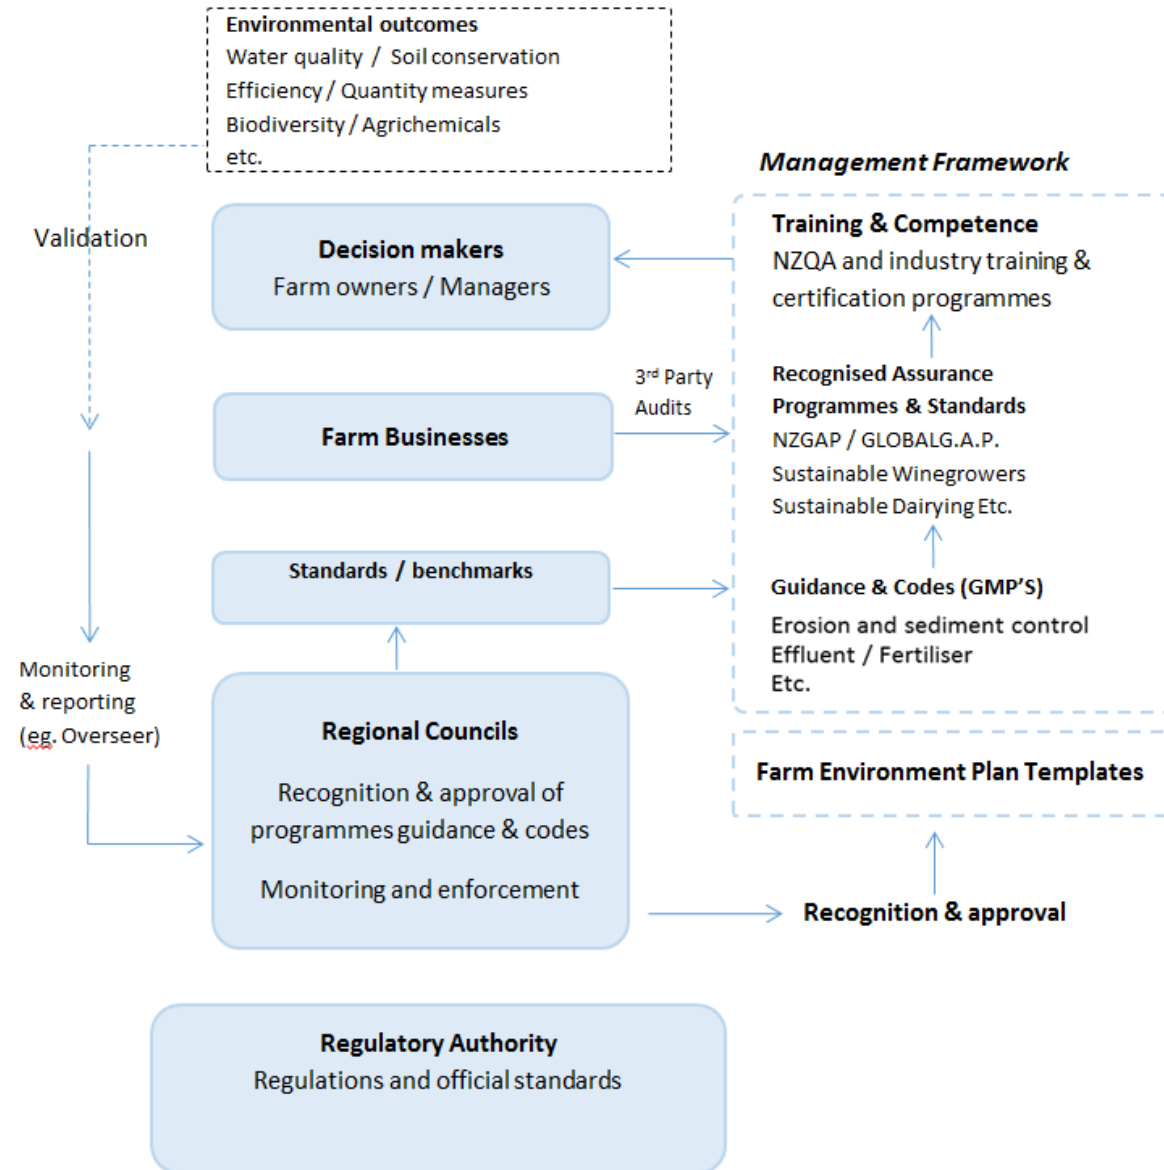 Environmental outcomes
Water quality / Soil conservation
Efficiency / Quantity measures
Biodiversity / Agrichemicals
etc.
Management Framework
Validation
Decision makers
Farm owners / Managers
Training & Competence
NZQA and industry training &
certification programmes
3rd Party
Audits
Farm Businesses
Recognised Assurance
Programmes & Standards
NZGAP / GLOBALG.A.P.
Sustainable Winegrowers
Sustainable Dairying Etc.
Standards / benchmarks
Guidance & Codes (GMP'S)
Erosion and sediment control
Effluent / Fertiliser
Etc.
Monitoring
& reporting
(eg. Overseer)
Regional Councils
Recognition & approval of
programmes guidance & codes
Monitoring and enforcement
Farm Environment Plan Templates
Recognition & approval
Regulatory Authority
Regulations and official standards